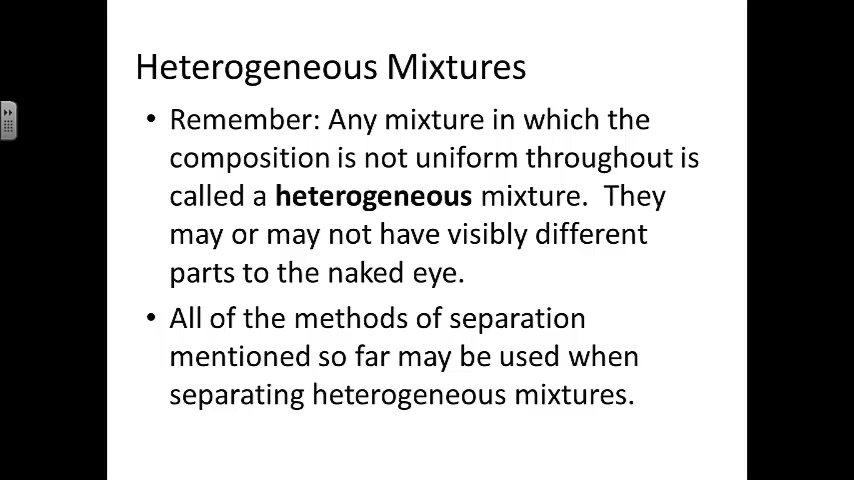 Heterogeneous Mixtures
• Remember: Any mixture in which the
composition is not uniform throughout is
called a heterogeneous mixture.  They
may or may not have visibly different
parts to the naked eye.
• All of the methods of separation
mentioned so far may be used when
separating heterogeneous mixtures.